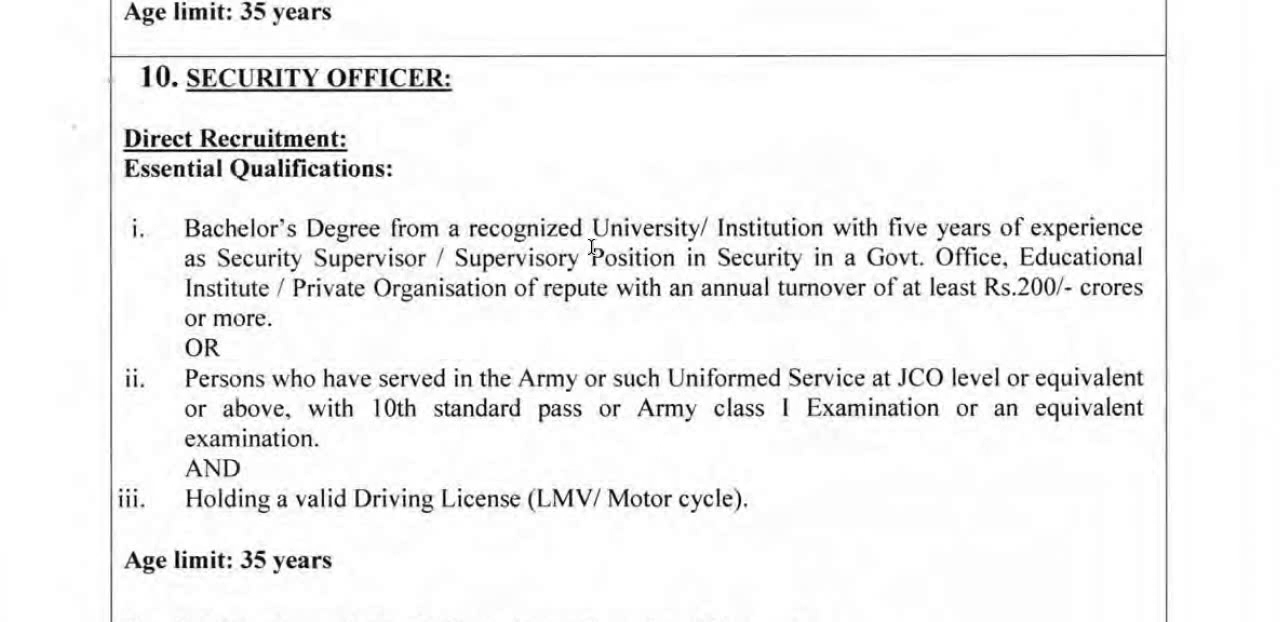 Age limit: 35 years
10. SECURITY OFFICER:
Direct Recruitment:
Essential Qualifications:
i. Bachelor's Degree from a recognized University/ Institution with five years of experience
as Security Supervisor / Supervisory Position in Security in a Govt. Office, Educational
Institute / Private Organisation of repute with an annual turnover of at least Rs.200/- crores
or more.
OR
ii. Persons who have served in the Army or such Uniformed Service at JCO level or equivalent
or above, with 10th standard pass or Army class I Examination or an equivalent
examination.
AND
iii. Holding a valid Driving License (LMV/ Motor cycle).
Age limit: 35 years